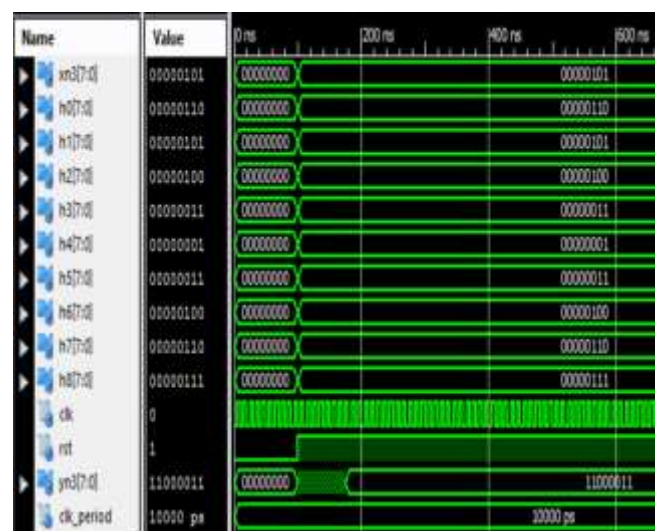 Name Value 0 ns 200 ns 400 ns 600 ns
xn3[7:0] 00000101 00000000 00000101
h0[7:0] 00000110 00000000 00000110
h1[7:0] 00000101 00000000 00000101
h2[7:0] 00000100 00000000 00000100
h3[7:0] 00000011 00000000 00000011
h4[7:0] 00000001 00000000 00000001
h5[7:0] 00000011 00000000 00000011
h6[7:0] 00000100 00000000 00000100
h7[7:0] 00000110 00000000 00000110
h8[7:0] 00000111 00000000 00000111
clk 0
rst 1
yn3[7:0] 11000011 00000000 11000011
clk_period 10000 ps 10000 ps